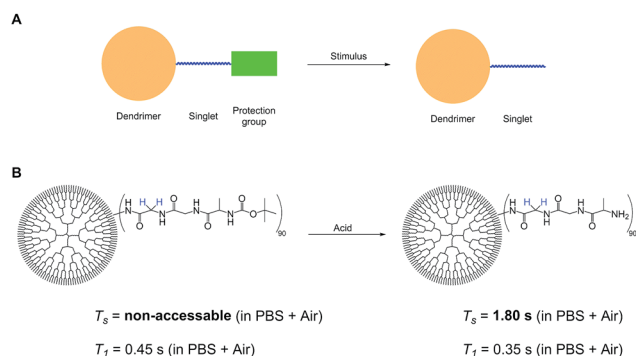 A
Stimulus
Dendrimer Singlet Protection group
Dendrimer Singlet
B
H N O H H N H O O H N O N H O O 90
Acid
H N O H H N H O O H N O NH2 90
Ts = non-accessable (in PBS + Air)
Ts = 1.80 s (in PBS + Air)
T1 = 0.45 s (in PBS + Air)
T1 = 0.35 s (in PBS + Air)